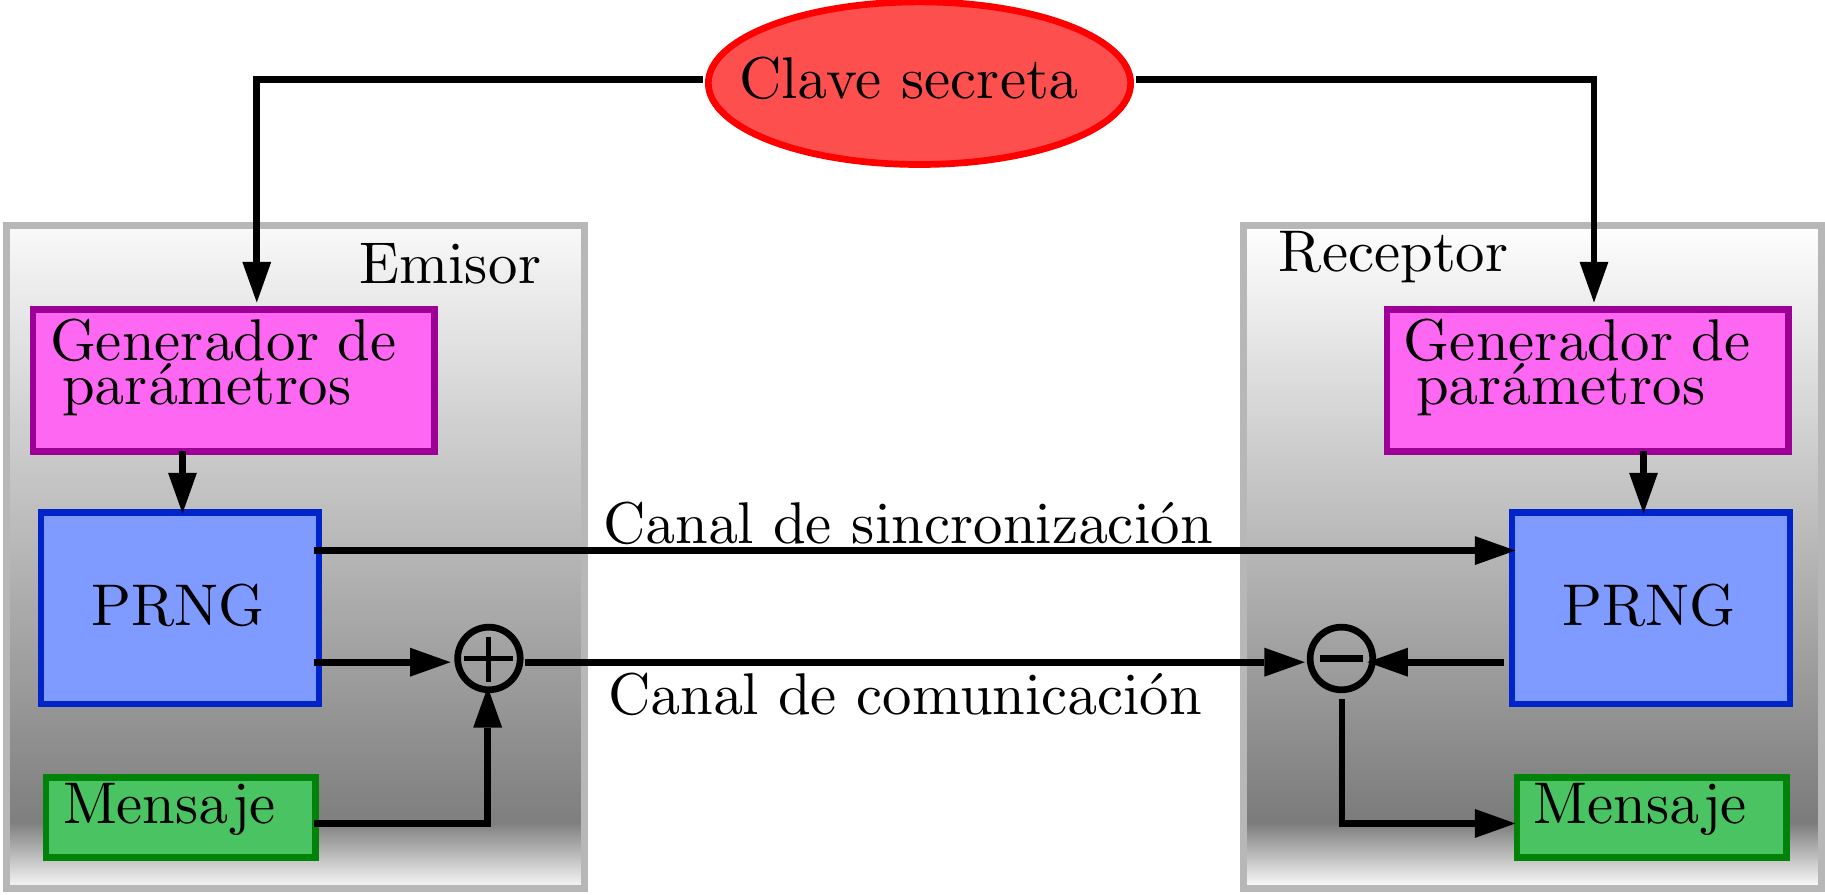 Clave secreta
Emisor
Receptor
Generador de
parámetros
Generador de
parámetros
Canal de sincronización
PRNG
PRNG
Canal de comunicación
Mensaje
Mensaje